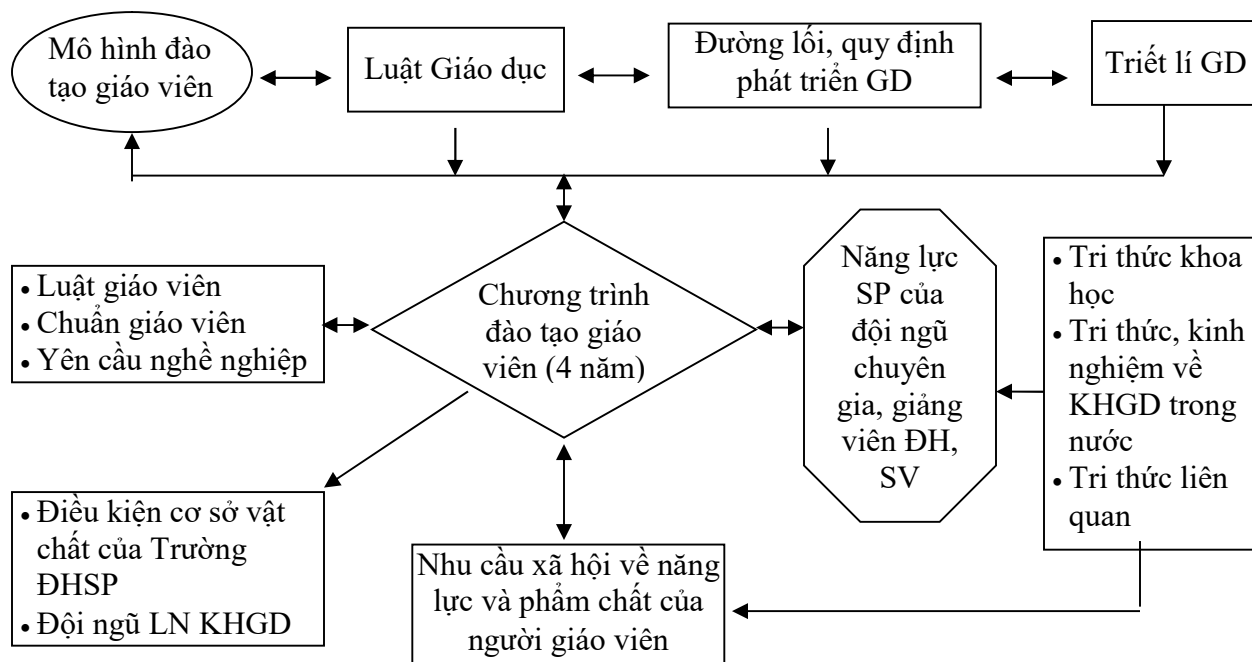 Mô hình đào
tạo giáo viên
Luật Giáo dục
Đường lối, quy định
phát triển GD
Triết lí GD
• Luật giáo viên
• Chuẩn giáo viên
• Yên cầu nghề nghiệp
Chương trình
đào tạo giáo
viên (4 năm)
Năng lực
SP của
đội ngũ
chuyên
gia, giảng
viên ĐH,
SV
• Tri thức khoa
học
• Tri thức, kinh
nghiệm về
KHGD trong
nước
• Tri thức liên
quan
• Điều kiện cơ sở vật
chất của Trường
ĐHSP
• Đội ngũ LN KHGD
Nhu cầu xã hội về năng
lực và phẩm chất của
người giáo viên